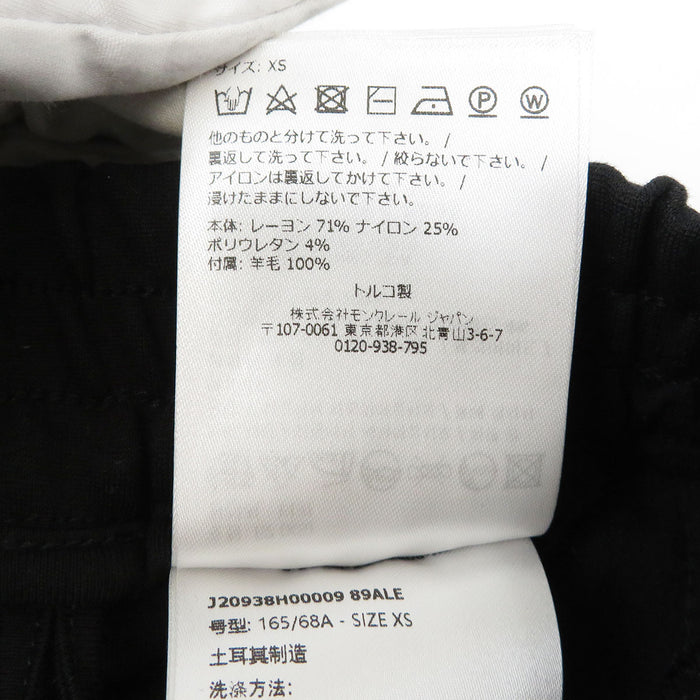 サイズ: XS
他のものと分けて洗って下さい。/
裏返して洗って下さい。/ 絞らないで下さい。/
アイロンは裏返してかけて下さい。/
浸けたままにしないで下さい。
本体: レーヨン 71% ナイロン 25%
ポリウレタン 4%
付属: 羊毛 100%
トルコ製
株式会社モンクレール ジャパン
〒107-0061 東京都港区 北青山3-6-7
0120-938-795
J20938H00009 89ALE
号型: 165/68A - SIZE XS
土耳其制造
洗涤方法: